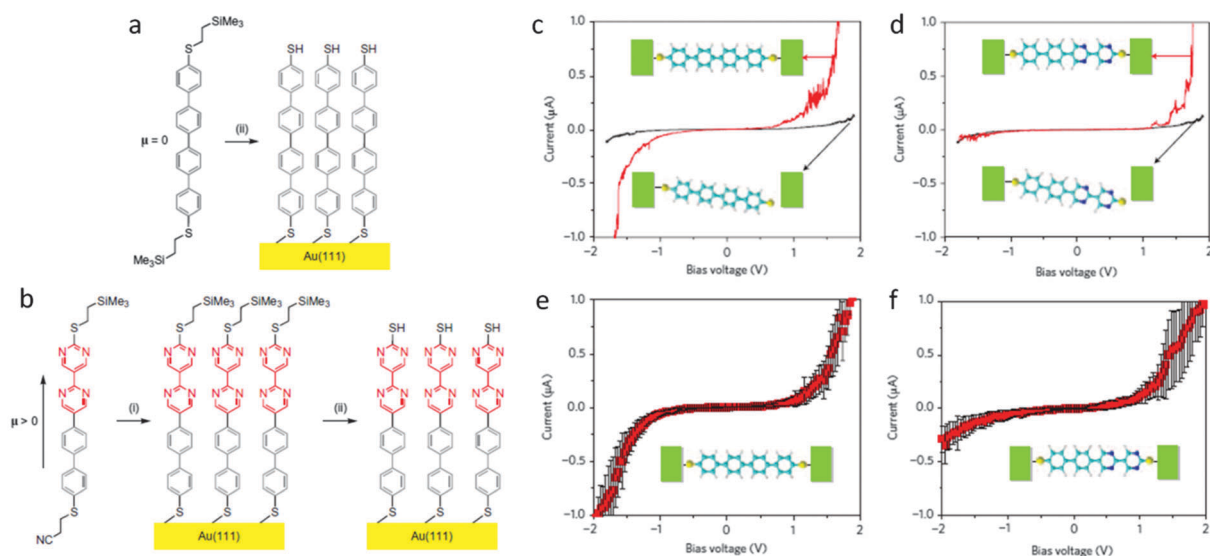 a
SiMe3
S
μ = 0
S
Me3Si
(ii)
SH SH SH
S S S
Au(111)
b
SiMe3
S
N N
N N
μ > 0
S
NC
(i)
SiMe3 SiMe3 SiMe3
S S S
N N N N N N
N N N N N N
S S S
Au(111)
(ii)
SH SH SH
N N N N N N
N N N N N N
S S S
Au(111)
c
Current (μA)
1.0
0.5
0.0
−0.5
−1.0
−2 −1 0 1 2
Bias voltage (V)
d
Current (μA)
1.0
0.5
0.0
−0.5
−1.0
−2 −1 0 1 2
Bias voltage (V)
e
Current (μA)
1.0
0.5
0.0
−0.5
−1.0
−2 −1 0 1 2
Bias voltage (V)
f
Current (μA)
1.0
0.5
0.0
−0.5
−1.0
−2 −1 0 1 2
Bias voltage (V)